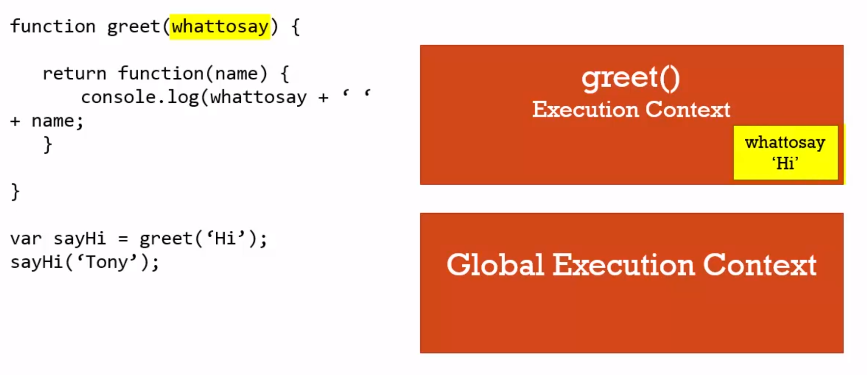 function greet(whattosay) {
return function(name) {
console.log(whattosay + ‘ ‘
+ name;
}
}
var sayHi = greet(‘Hi’);
sayHi(‘Tony’);
greet()
Execution Context
whattosay
‘Hi’
Global Execution Context